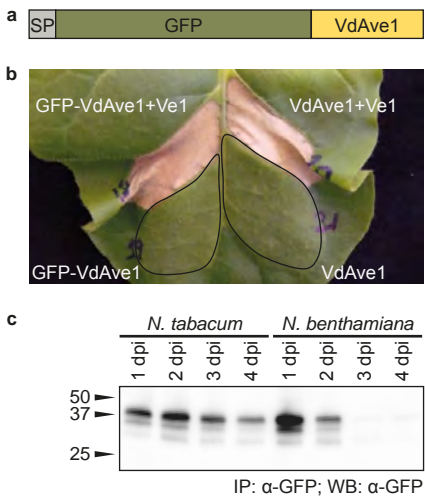 a
SP GFP VdAve1
b
GFP-VdAve1+Ve1 VdAve1+Ve1
GFP-VdAve1 VdAve1
c
N. tabacum N. benthamiana
1 dpi 2 dpi 3 dpi 4 dpi 1 dpi 2 dpi 3 dpi 4 dpi
50
37
25
IP: α-GFP; WB: α-GFP